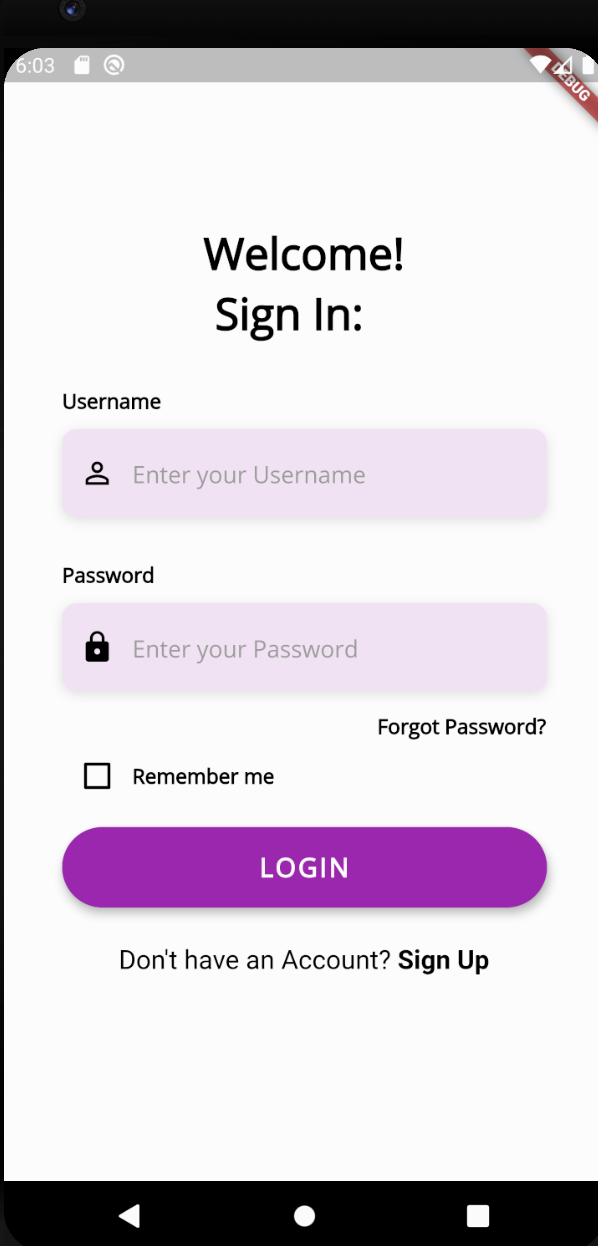 6:03
DEBUG
Welcome!
Sign In:
Username
Enter your Username
Password
Enter your Password
Forgot Password?
Remember me
LOGIN
Don't have an Account? Sign Up